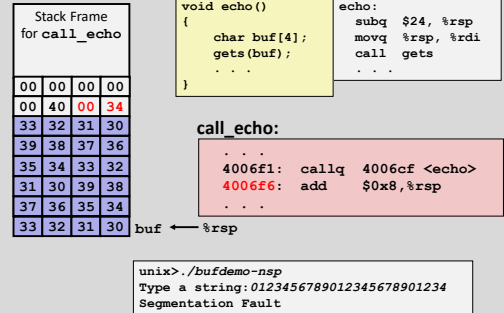 Stack Frame
for call_echo
00 00 00 00
00 40 00 34
33 32 31 30
39 38 37 36
35 34 33 32
31 30 39 38
37 36 35 34
33 32 31 30
buf
%rsp
void echo()
{
char buf[4];
gets(buf);
. . .
}
echo:
subq $24, %rsp
movq %rsp, %rdi
call gets
. . .
call_echo:
. . .
4006f1: callq 4006cf <echo>
4006f6: add $0x8,%rsp
. . .
unix>./bufdemo-nsp
Type a string:0123456789012345678901234
Segmentation Fault